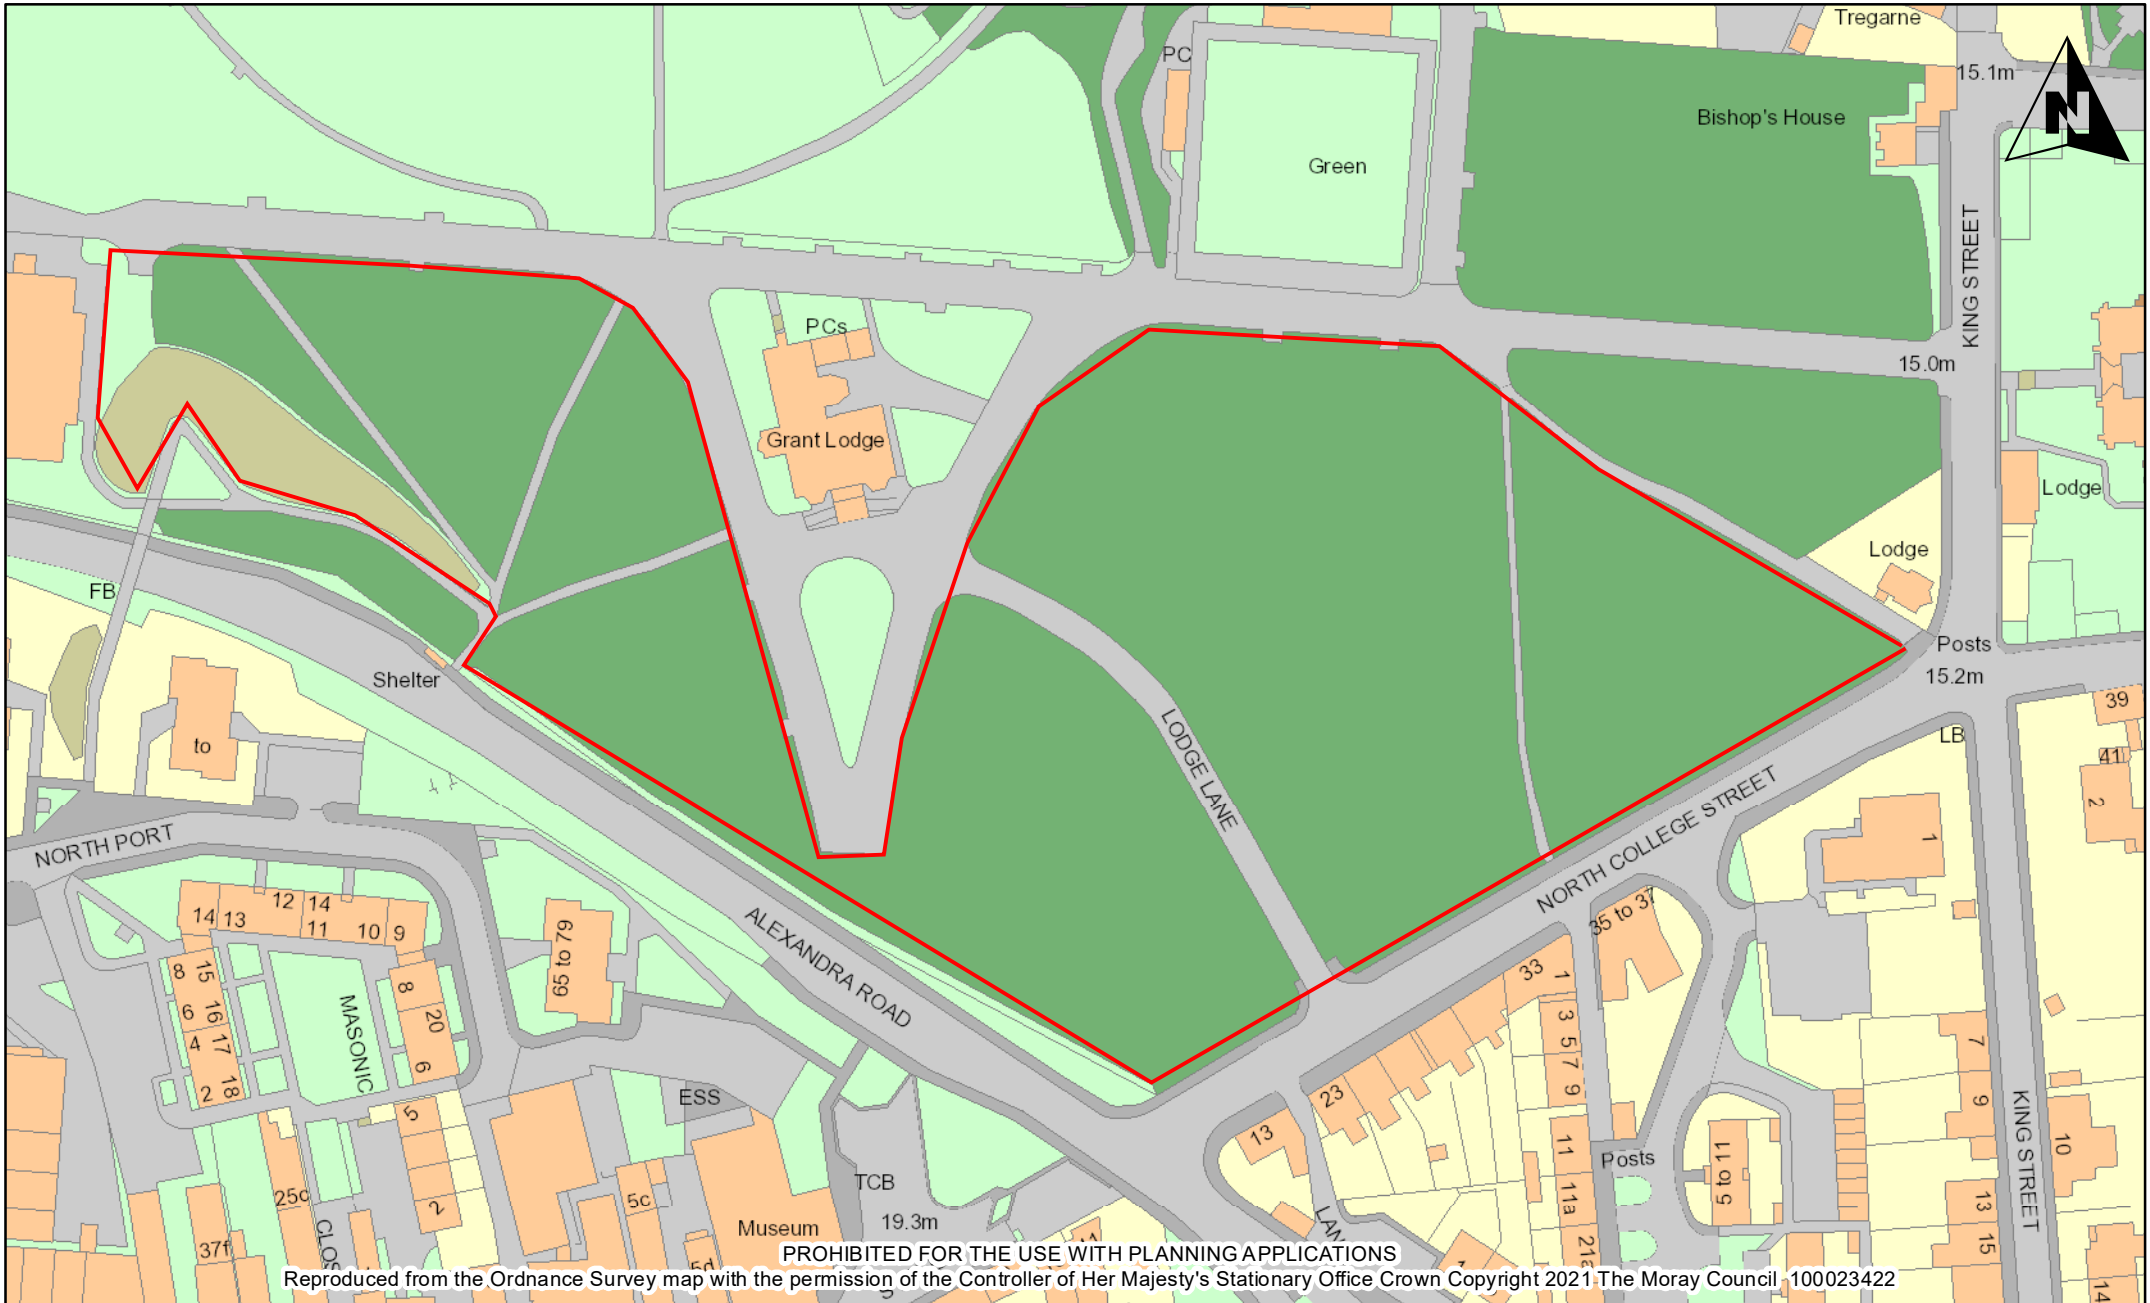 Tregarne
PC
15.1m
N
Bishop's House
Green
KING STREET
PCs
15.0m
Grant Lodge
Lodge
Lodge
FB
Posts
Shelter
15.2m
39
to
LODGE LANE
LB
41
2
NORTH PORT
1
NORTH COLLEGE STREET
12
14
14
13
11
10
9
35 to 37
ALEXANDRA ROAD
65 to 79
33
1
8
15
8
MASONIC
6
16
20
3
4
17
5
7
7
6
2
18
9
9
ESS
23
5
KING STREET
13
11
5 to 11
10
Posts
TCB
25c
5c
11a
2
19.3m
13
Museum
37f
21a
15
5d
14
PROHIBITED FOR THE USE WITH PLANNING APPLICATIONS
Reproduced from the Ordnance Survey map with the permission of the Controller of Her Majesty's Stationary Office Crown Copyright 2021 The Moray Council 100023422